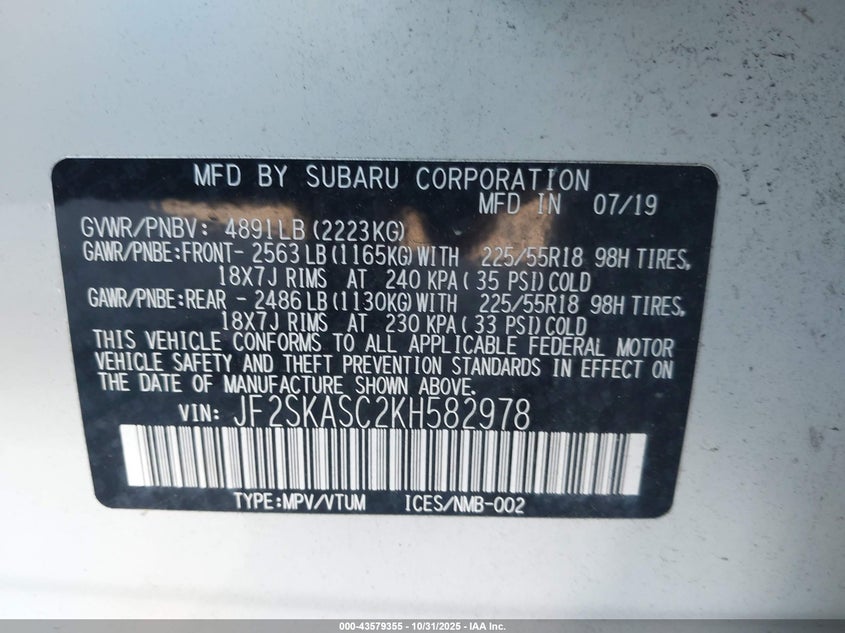 MFD BY SUBARU CORPORATION
MFD IN 07/19
GVWR/PNBV: 4891LB (2223KG)
GAWR/PNBE:FRONT- 2563 LB (1165KG) WITH 225/55R18 98H TIRES,
18X7J RIMS AT 240 KPA( 35 PSI) COLD
GAWR/PNBE:REAR - 2486 LB (1130KG) WITH 225/55R18 98H TIRES,
18X7J RIMS AT 230 KPA( 33 PSI) COLD
THIS VEHICLE CONFORMS TO ALL APPLICABLE FEDERAL MOTOR
VEHICLE SAFETY AND THEFT PREVENTION STANDARDS IN EFFECT ON
THE DATE OF MANUFACTURE SHOWN ABOVE.
VIN: JF2SKASC2KH582978
TYPE:MPV/VTUM ICES/NMB-002
000-43579355 - 10/31/2025 - IAA Inc.